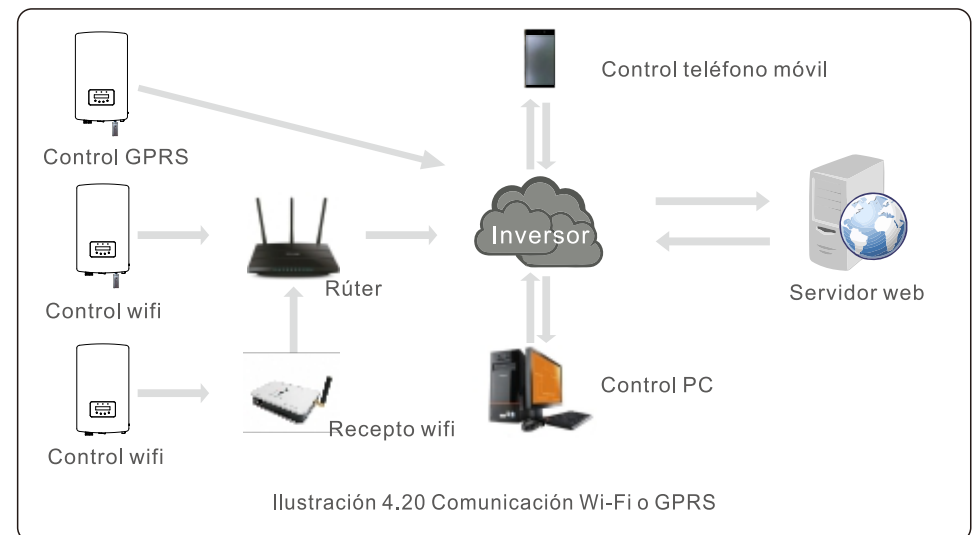 Control teléfono móvil
Control GPRS
Inversor
Rúter
Servidor web
Control wifi
Control PC
Recepto wifi
Control wifi
Ilustración 4.20 Comunicación Wi-Fi o GPRS